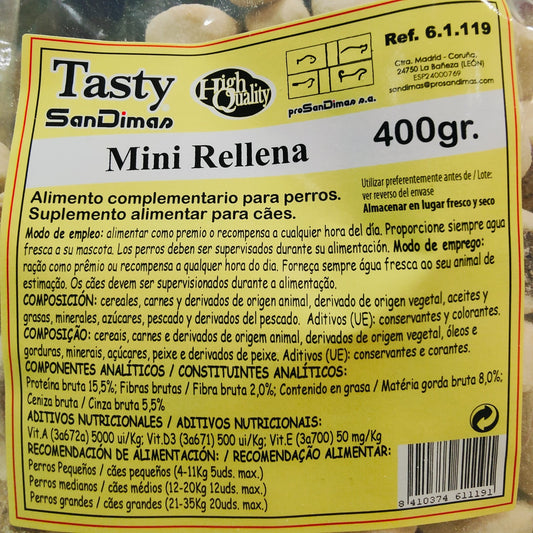 Tasty
SanDimas
High
Quality
proSanDimas s.a.
Ref. 6.1.119
Ctra. Madrid - Coruña,
24750 La Bañeza (LEÓN)
ESP24000769
sandimas@prosandimas.com
Mini Rellena
400gr.
Alimento complementario para perros.
Suplemento alimentar para cães.
Utilizar preferentemente antes de / Lote:
ver reverso del envase
Almacenar en lugar fresco y seco
Modo de empleo: alimentar como premio o recompensa a cualquier hora del día. Proporcione siempre agua
fresca a su mascota. Los perros deben ser supervisados durante su alimentación. Modo de emprego:
ração como prêmio ou recompensa a qualquer hora do dia. Forneça sempre água fresca ao seu animal de
estimação. Os cães devem ser supervisionados durante a alimentação.
COMPOSICIÓN: cereales, carnes y derivados de origen animal, derivado de origen vegetal, aceites y
grasas, minerales, azúcares, pescado y derivados del pescado. Aditivos (UE): conservantes y colorantes.
COMPOSIÇÃO: cereais, carnes e derivados de origem animal, derivados de origem vegetal, óleos e
gorduras, minerais, açúcares, peixe e derivados de peixe. Aditivos (UE): conservantes e corantes.
COMPONENTES ANALÍTICOS / CONSTITUINTES ANALÍTICOS:
Proteína bruta 15,5%; Fibras brutas / Fibra bruta 2,0%; Contenido en grasa / Matéria gorda bruta 8,0%;
Ceniza bruta / Cinza bruta 5,5%
ADITIVOS NUTRICIONALES / ADITIVOS NUTRICIONAIS:
Vit.A (3a672a) 5000 ui/Kg; Vit.D3 (3a671) 500 ui/Kg; Vit.E (3a700) 50 mg/Kg
RECOMENDACIÓN DE ALIMENTACIÓN: / RECOMENDAÇÃO ALIMENTAR:
Perros Pequeños / cães pequeños (4-11Kg 5uds. max.)
Perros medianos / cães médios (12-20Kg 12uds. max.)
Perros grandes / cães grandes (21-35Kg 20uds. max.)
8 410374 611191